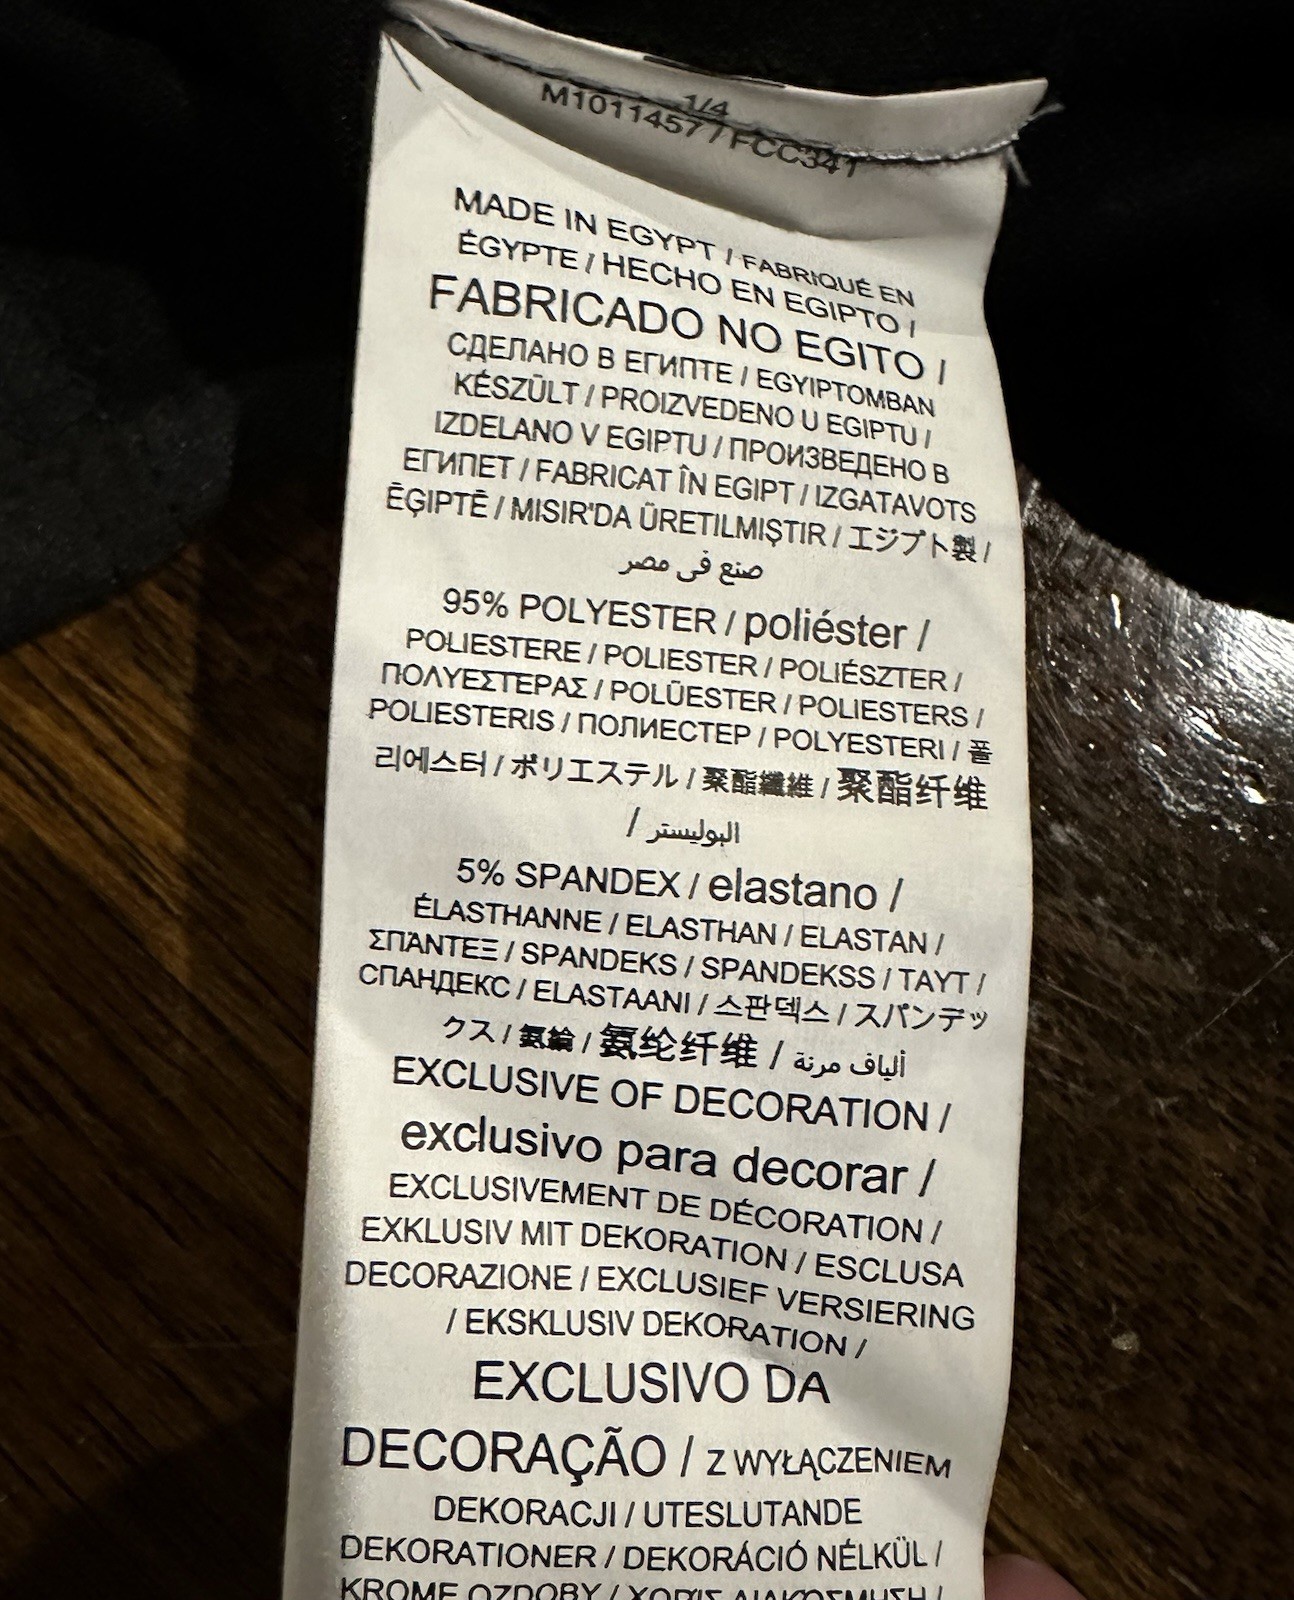 1/4
M1011457 / FCC341
MADE IN EGYPT / FABRIQUÉ EN
ÉGYPTE / HECHO EN EGIPTO /
FABRICADO NO EGITO /
СДЕЛАНО В ЕГИПТЕ / EGYIPTOMBAN
KÉSZÜLT / PROIZVEDENO U EGIPTU /
IZDELANO V EGIPTU / ПРОИЗВЕДЕНО В
ЕГИПЕТ / FABRICAT ÎN EGIPT / IZGATAVOTS
ĒĢIPTĒ / MISIR'DA ÜRETILMIŞTIR / エジプト製 /
صنع في مصر
95% POLYESTER / poliéster /
POLIESTERE / POLIESTER / POLIÉSZTER /
ΠΟΛΥΕΣΤΕΡΑΣ / POLÜESTER / POLIESTERS /
POLIESTERIS / ПОЛИЕСТЕР / POLYESTERI / 폴
리에스터 / ポリエステル / 聚酯纖維 / 聚酯纤维
/ البوليستر
5% SPANDEX / elastano /
ÉLASTHANNE / ELASTHAN / ELASTAN /
ΣΠΑΝΤΕΞ / SPANDEKS / SPANDEKSS / TAYT /
СПАНДЕКС / ELASTAANI / 스판덱스 / スパンデッ
クス / 氨綸 / 氨纶纤维 / ألياف مرنة
EXCLUSIVE OF DECORATION /
exclusivo para decorar /
EXCLUSIVEMENT DE DÉCORATION /
EXKLUSIV MIT DEKORATION / ESCLUSA
DECORAZIONE / EXCLUSIEF VERSIERING
/ EKSKLUSIV DEKORATION /
EXCLUSIVO DA
DECORAÇÃO / Z WYŁĄCZENIEM
DEKORACJI / UTESLUTANDE
DEKORATIONER / DEKORÁCIÓ NÉLKÜL /
KROME OZDOBY / ΧΩΡΙΣ ΔΙΑΚΟΣΜΗΣΗ /